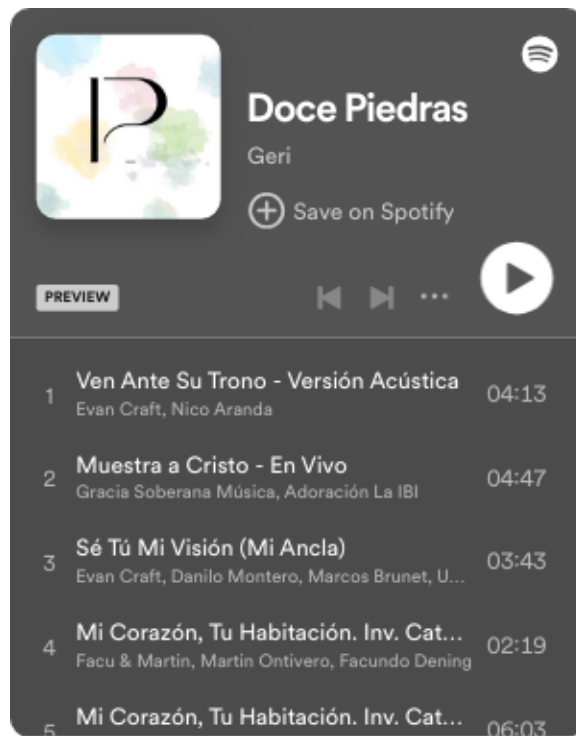 Doce Piedras
Geri
Save on Spotify
PREVIEW
1
Ven Ante Su Trono - Versión Acústica
04:13
Evan Craft, Nico Aranda
2
Muestra a Cristo - En Vivo
04:47
Gracia Soberana Música, Adoración La IBI
3
Sé Tú Mi Visión (Mi Ancla)
03:43
Evan Craft, Danilo Montero, Marcos Brunet, U...
4
Mi Corazón, Tu Habitación. Inv. Cat...
02:19
Facu & Martin, Martin Ontivero, Facundo Dening
5
Mi Corazón, Tu Habitación. Inv. Cat...
06:03